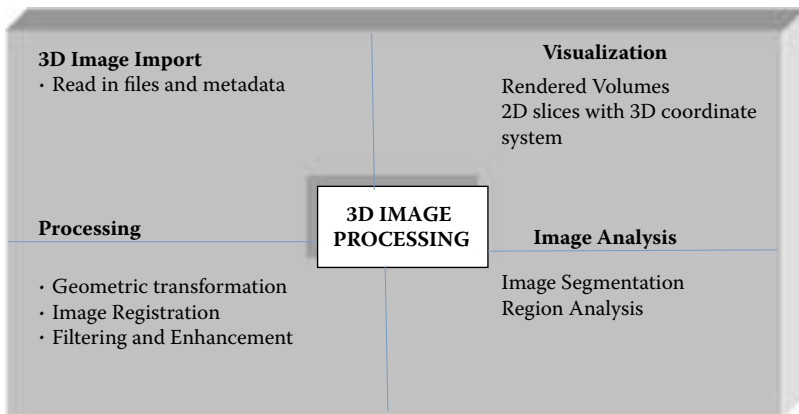 3D Image Import
· Read in files and metadata
Visualization
Rendered Volumes
2D slices with 3D coordinate
system
3D IMAGE
PROCESSING
Processing
· Geometric transformation
· Image Registration
· Filtering and Enhancement
Image Analysis
Image Segmentation
Region Analysis